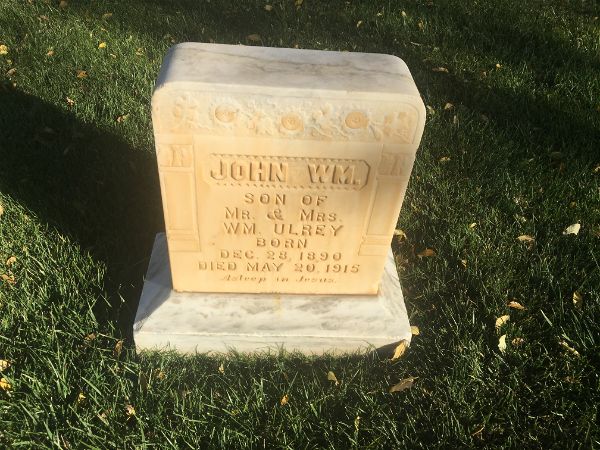 JOHN WM.
SON OF
MR. & MRS.
WM. ULREY
BORN
DEC. 28, 1890
DIED MAY 20, 1915
Asleep in Jesus.